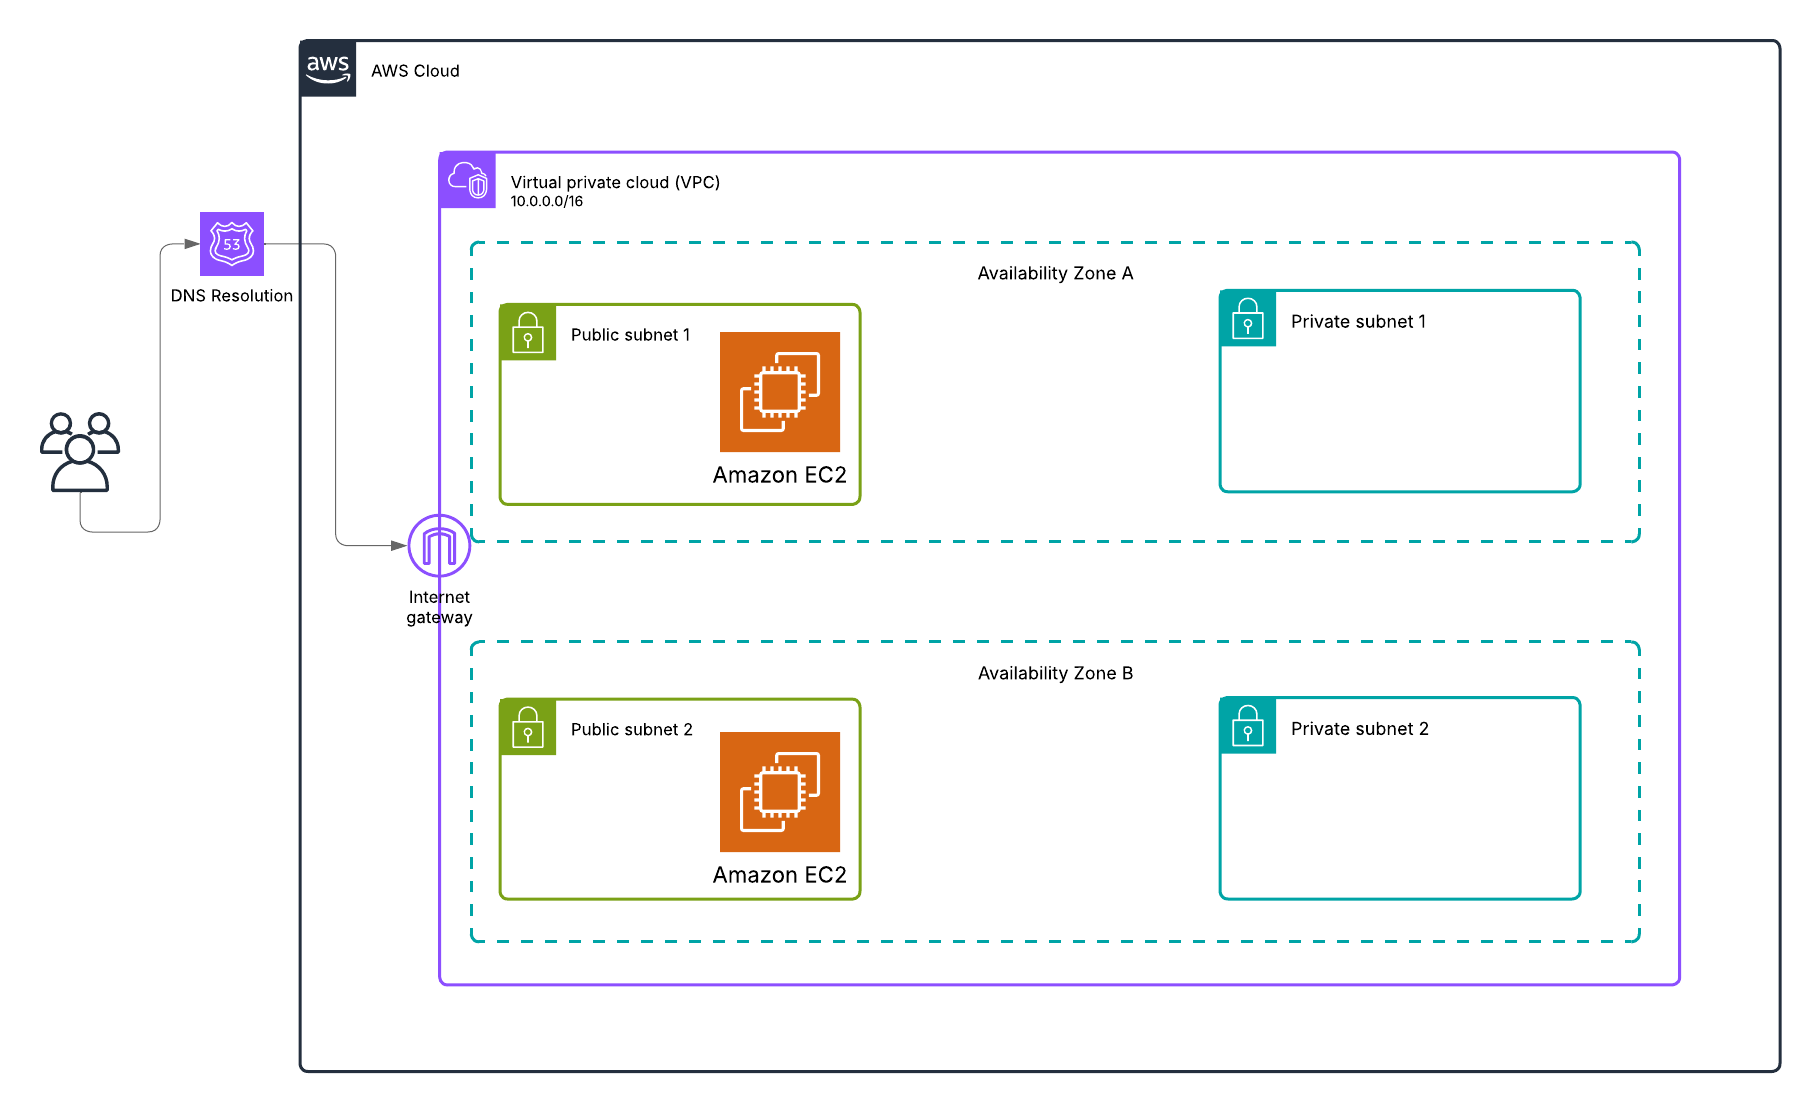 aws
AWS Cloud
Virtual private cloud (VPC)
10.0.0.0/16
53
DNS Resolution
Availability Zone A
Public subnet 1
Amazon EC2
Private subnet 1
Internet
gateway
Availability Zone B
Public subnet 2
Amazon EC2
Private subnet 2